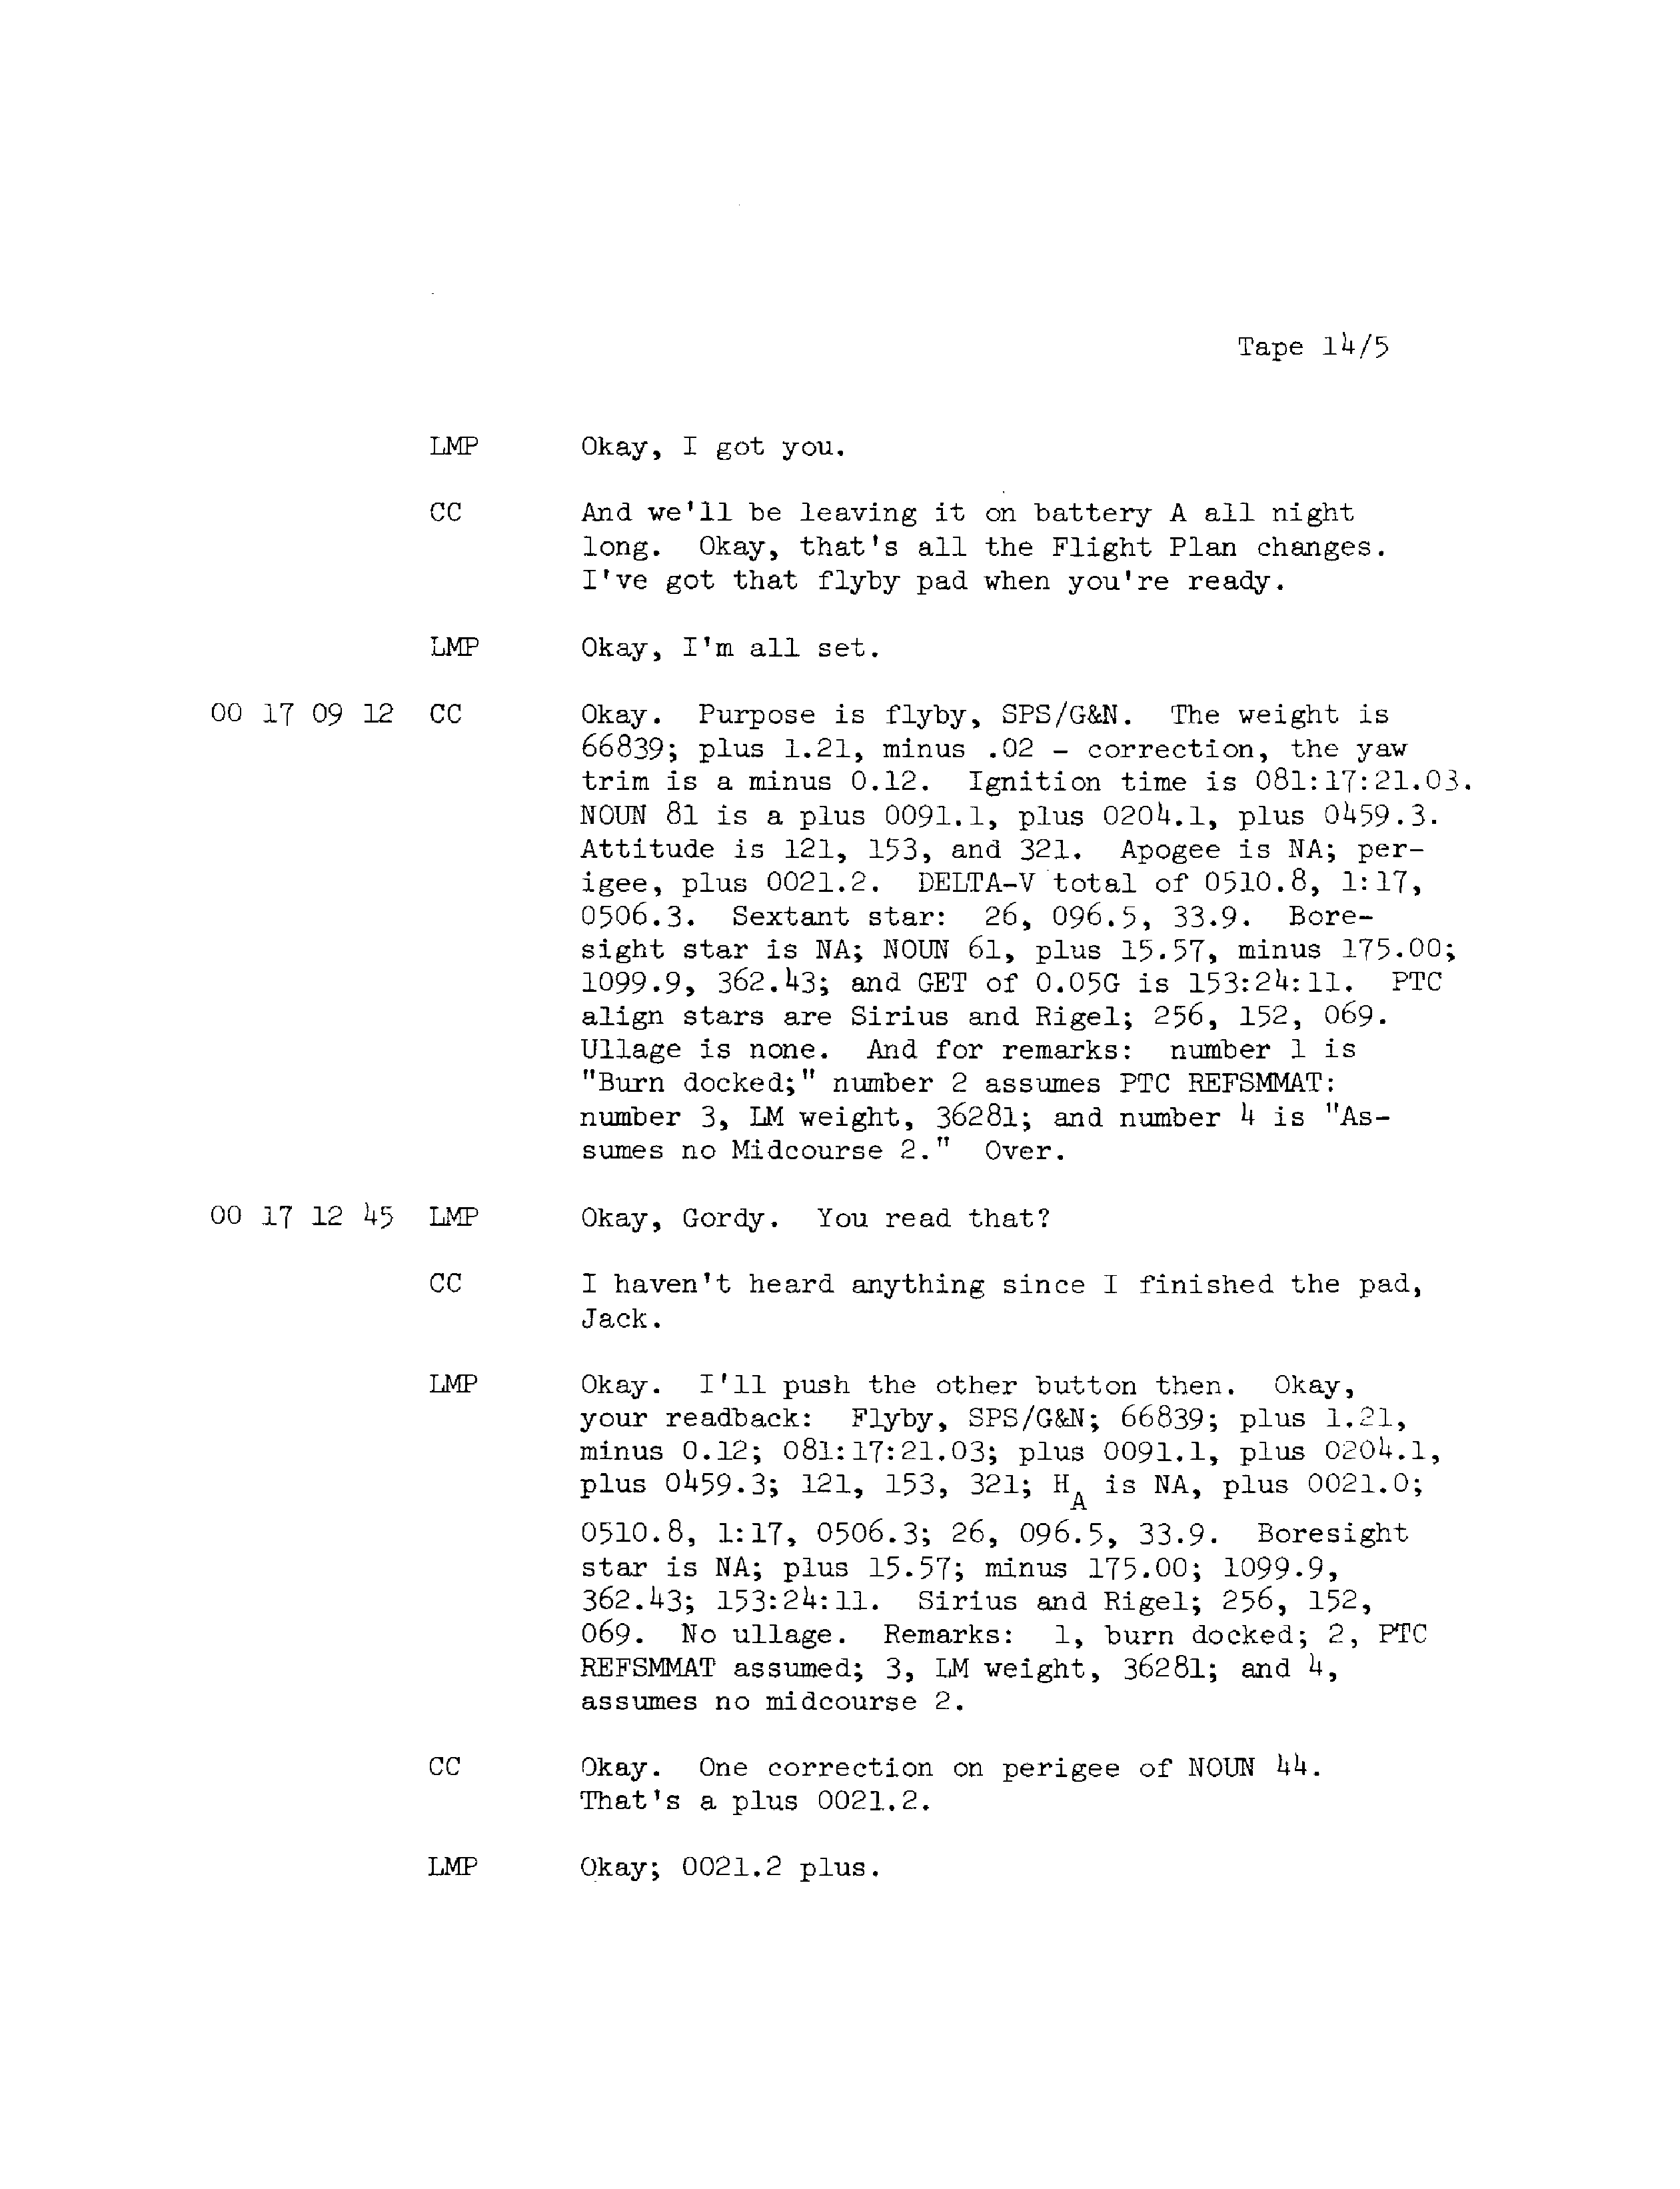 Tape 14/5
LMP Okay, I got you.
CC And we'll be leaving it on battery A all night
long. Okay, that's all the Flight Plan changes.
I've got that flyby pad when you're ready.
LMP Okay, I'm all set.
00 17 09 12 CC Okay. Purpose is flyby, SPS/G&N. The weight is
66839; plus 1.21, minus .02 - correction, the yaw
trim is a minus 0.12. Ignition time is 081:17:21.03.
NOUN 81 is a plus 0091.1, plus 0204.1, plus 0459.3.
Attitude is 121, 153, and 321. Apogee is NA; per-
igee, plus 0021.2. DELTA-V total of 0510.8, 1:17,
0506.3. Sextant star: 26, 096.5, 33.9. Bore-
sight star is NA; NOUN 61, plus 15.57, minus 175.00;
1099.9, 362.43; and GET of 0.05G is 153:24:11. PTC
align stars are Sirius and Rigel; 256, 152, 069.
Ullage is none. And for remarks: number 1 is
"Burn docked;" number 2 assumes PTC REFSMMAT:
number 3, LM weight, 36281; and number 4 is "As-
sumes no Midcourse 2." Over.
00 17 12 45 LMP Okay, Gordy. You read that?
CC I haven't heard anything since I finished the pad,
Jack.
LMP Okay. I'll push the other button then. Okay,
your readback: Flyby, SPS/G&N; 66839; plus 1.21,
minus 0.12; 081:17:21.03; plus 0091.1, plus 0204.1,
plus 0459.3; 121, 153, 321; HA is NA, plus 0021.0;
0510.8, 1:17, 0506.3; 26, 096.5, 33.9. Boresight
star is NA; plus 15.57; minus 175.00; 1099.9,
362.43; 153:24:11. Sirius and Rigel; 256, 152,
069. No ullage. Remarks: 1, burn docked; 2, PTC
REFSMMAT assumed; 3, LM weight, 36281; and 4,
assumes no midcourse 2.
CC Okay. One correction on perigee of NOUN 44.
That's a plus 0021.2.
LMP Okay; 0021.2 plus.